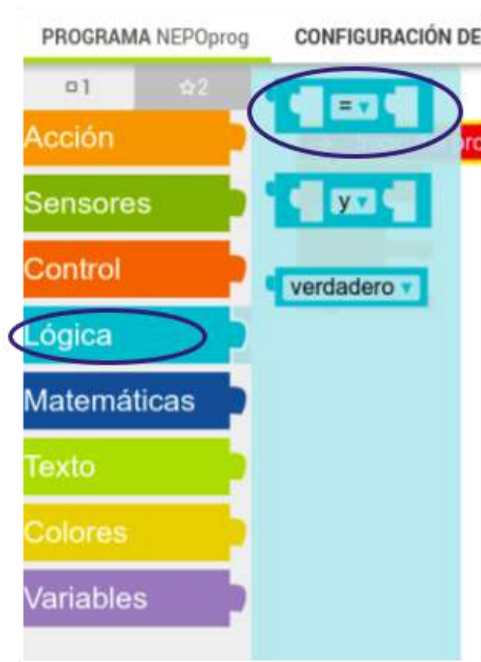 PROGRAMA NEPOprog CONFIGURACIÓN DE
1 2
Acción
Sensores
Control
Lógica
Matemáticas
Texto
Colores
Variables
= ▾
y ▾
verdadero ▾